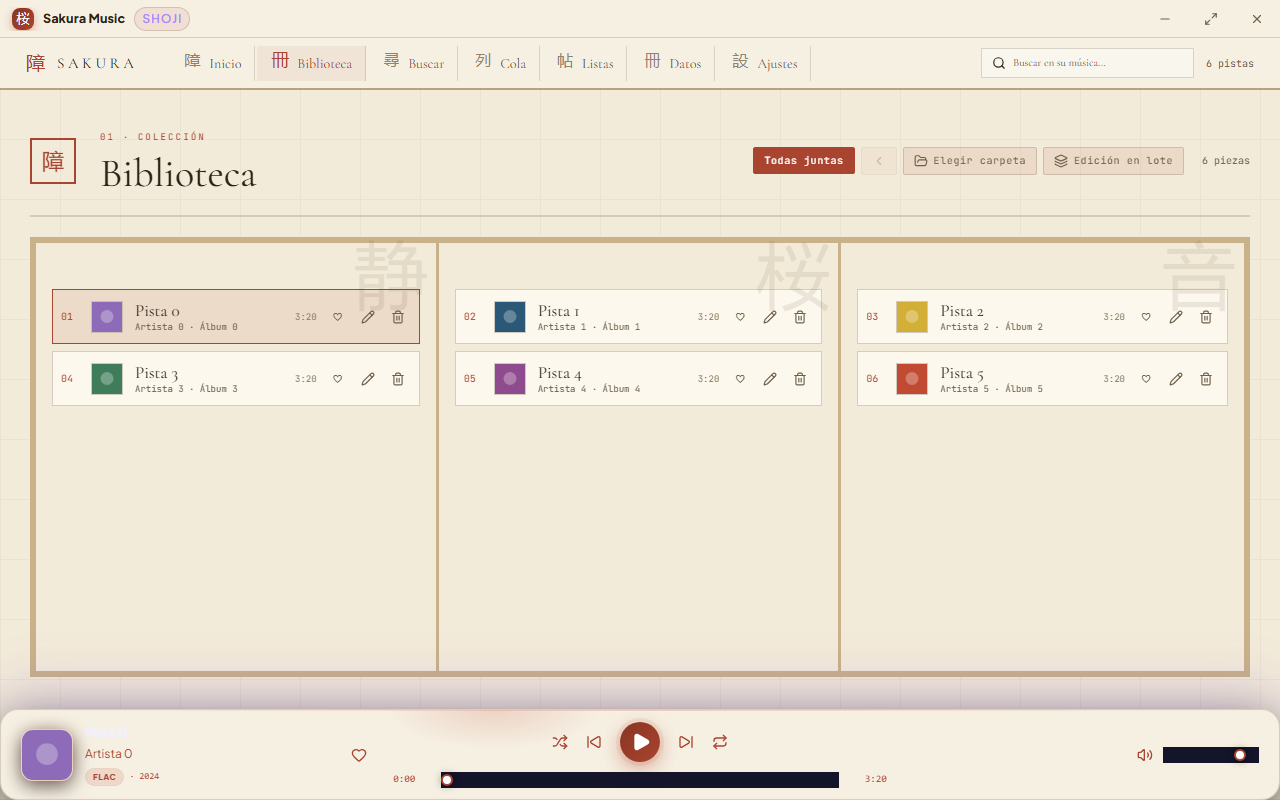 桜 Sakura Music SHOJI
障 SAKURA 障 Inicio 冊 Biblioteca 尋 Buscar 列 Cola 帖 Listas 冊 Datos 設 Ajustes Buscar en su música... 6 pistas
障
01 · COLECCIÓN
Biblioteca
Todas juntas Elegir carpeta Edición en lote 6 piezas
静 桜 音
01 Pista 0 3:20
Artista 0 · Álbum 0
02 Pista 1 3:20
Artista 1 · Álbum 1
03 Pista 2 3:20
Artista 2 · Álbum 2
04 Pista 3 3:20
Artista 3 · Álbum 3
05 Pista 4 3:20
Artista 4 · Álbum 4
06 Pista 5 3:20
Artista 5 · Álbum 5
Artista 0
FLAC · 2024
0:00 3:20